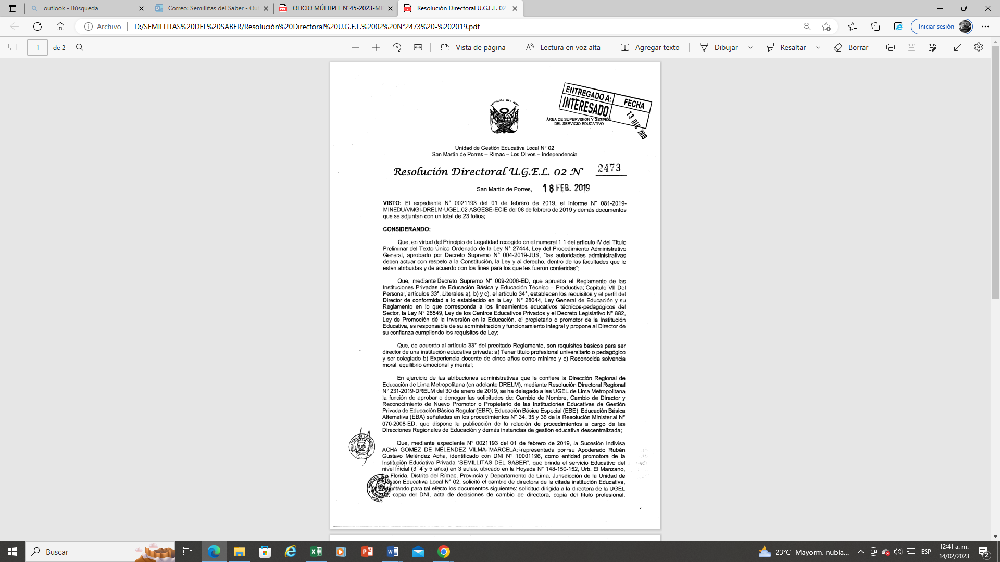 outlook - Búsqueda
Correo: Semillitas del Saber - Ou
OFICIO MÚLTIPLE N°45-2023-MI
Resolución Directoral U.G.E.L. 02
Archivo
D:/SEMILLITAS%20DEL%20SABER/Resolución%20Directoral%20U.G.E.L.%2002%20N°2473%20-%202019.pdf
Iniciar sesión
1
de 2
Vista de página
Lectura en voz alta
Agregar texto
Dibujar
Resaltar
Borrar
ENTREGADO A:
INTERESADO
FECHA
13 DIC 2019
REPUBLICA DEL PERU
ÁREA DE SUPERVISIÓN Y GESTIÓN
DEL SERVICIO EDUCATIVO
Unidad de Gestión Educativa Local N° 02
San Martín de Porres – Rímac – Los Olivos – Independencia
Resolución Directoral U.G.E.L. 02 N° 2473
San Martín de Porres, 18 FEB. 2019
VISTO: El expediente N° 0021193 del 01 de febrero de 2019, el Informe N° 081-2019-
MINEDU/VMGI-DRELM-UGEL.02-ASGESE-ECIE del 08 de febrero de 2019 y demás documentos
que se adjuntan con un total de 23 folios;
CONSIDERANDO:
Que, en virtud del Principio de Legalidad recogido en el numeral 1.1 del artículo IV del Título
Preliminar del Texto Único Ordenado de la Ley N° 27444, Ley del Procedimiento Administrativo
General, aprobado por Decreto Supremo N° 004-2019-JUS, “las autoridades administrativas
deben actuar con respeto a la Constitución, la Ley y al derecho, dentro de las facultades que le
estén atribuidas y de acuerdo con los fines para los que les fueron conferidas”;
Que, mediante Decreto Supremo N° 009-2006-ED, que aprueba el Reglamento de las
Instituciones Privadas de Educación Básica y Educación Técnico – Productiva; Capitulo VII Del
Personal, artículos 33°, Literales a), b) y c), el artículo 34°, establecen los requisitos y el perfil del
Director de conformidad a lo establecido en la Ley N° 28044, Ley General de Educación y su
Reglamento en lo que corresponda a los lineamientos educativos técnicos-pedagógicos del
Sector, la Ley N° 26549, Ley de los Centros Educativos Privados y el Decreto Legislativo N° 882,
Ley de Promoción de la Inversión en la Educación, el propietario o promotor de la Institución
Educativa, es responsable de su administración y funcionamiento integral y propone al Director de
su confianza cumpliendo los requisitos de Ley;
Que, de acuerdo al artículo 33° del precitado Reglamento, son requisitos básicos para ser
director de una institución educativa privada: a) Tener título profesional universitario o pedagógico
y ser colegiado b) Experiencia docente de cinco años como mínimo y c) Reconocida solvencia
moral, equilibrio emocional y mental;
En ejercicio de las atribuciones administrativas que le confiere la Dirección Regional de
Educación de Lima Metropolitana (en adelante DRELM), mediante Resolución Directoral Regional
N° 231-2019-DRELM del 30 de enero de 2019, se ha delegado a las UGEL de Lima Metropolitana
la función de aprobar o denegar las solicitudes de: Cambio de Nombre, Cambio de Director y
Reconocimiento de Nuevo Promotor o Propietario de las Instituciones Educativas de Gestión
Privada de Educación Básica Regular (EBR), Educación Básica Especial (EBE), Educación Básica
Alternativa (EBA) señaladas en los procedimientos N° 34, 35 y 36 de la Resolución Ministerial N°
070-2008-ED, que dispone la publicación de la relación de procedimientos a cargo de las
Direcciones Regionales de Educación y demás instancias de gestión educativa descentralizada;
Que, mediante expediente N° 0021193 del 01 de febrero de 2019, la Sucesión Indivisa
ACHA GOMEZ DE MELENDEZ VILMA MARCELA, representada por su Apoderado Rubén
Gustavo Meléndez Acha, identificado con DNI N° 10001196, como entidad promotora de la
Institución Educativa Privada “SEMILLITAS DEL SABER”, que brinda el servicio Educativo del
nivel Inicial (3, 4 y 5 años) en 3 aulas, ubicado en la Hoyada N° 148-150-152, Urb. El Manzano,
La Florida, Distrito del Rímac, Provincia y Departamento de Lima, Jurisdicción de la Unidad de
Gestión Educativa Local N° 02, solicitó el cambio de directora de la citada institución Educativa,
adjuntando para tal efecto los documentos siguientes: solicitud dirigida a la directora de la UGEL
02, copia del DNI, acta de decisiones de cambio de directora, copia del título profesional,
Buscar
23°C Mayorm. nubla...
ESP
12:41 a. m.
14/02/2023
2